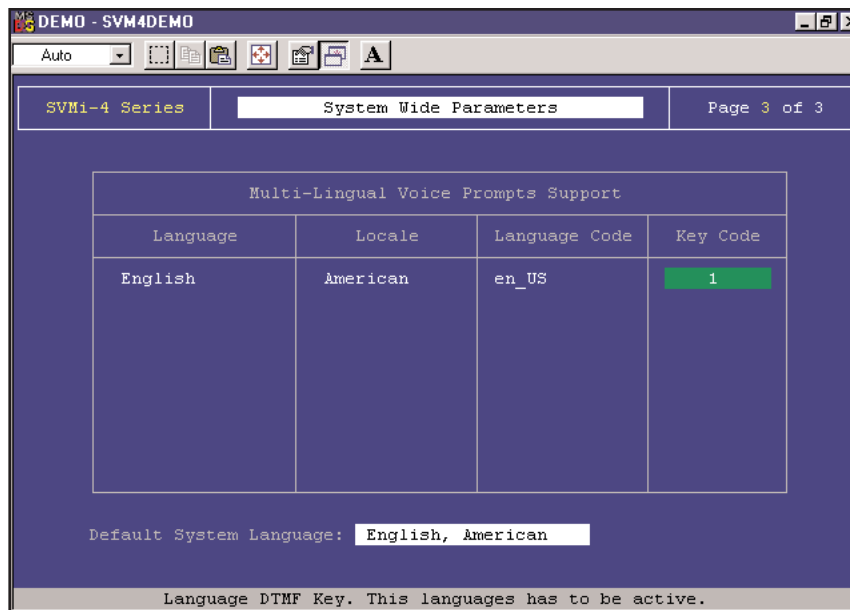 DEMO - SVM4DEMO
Auto
A
SVMi-4 Series System Wide Parameters Page 3 of 3
Multi-Lingual Voice Prompts Support
Language Locale Language Code Key Code
English American en_US 1
Default System Language: English, American
Language DTMF Key. This languages has to be active.